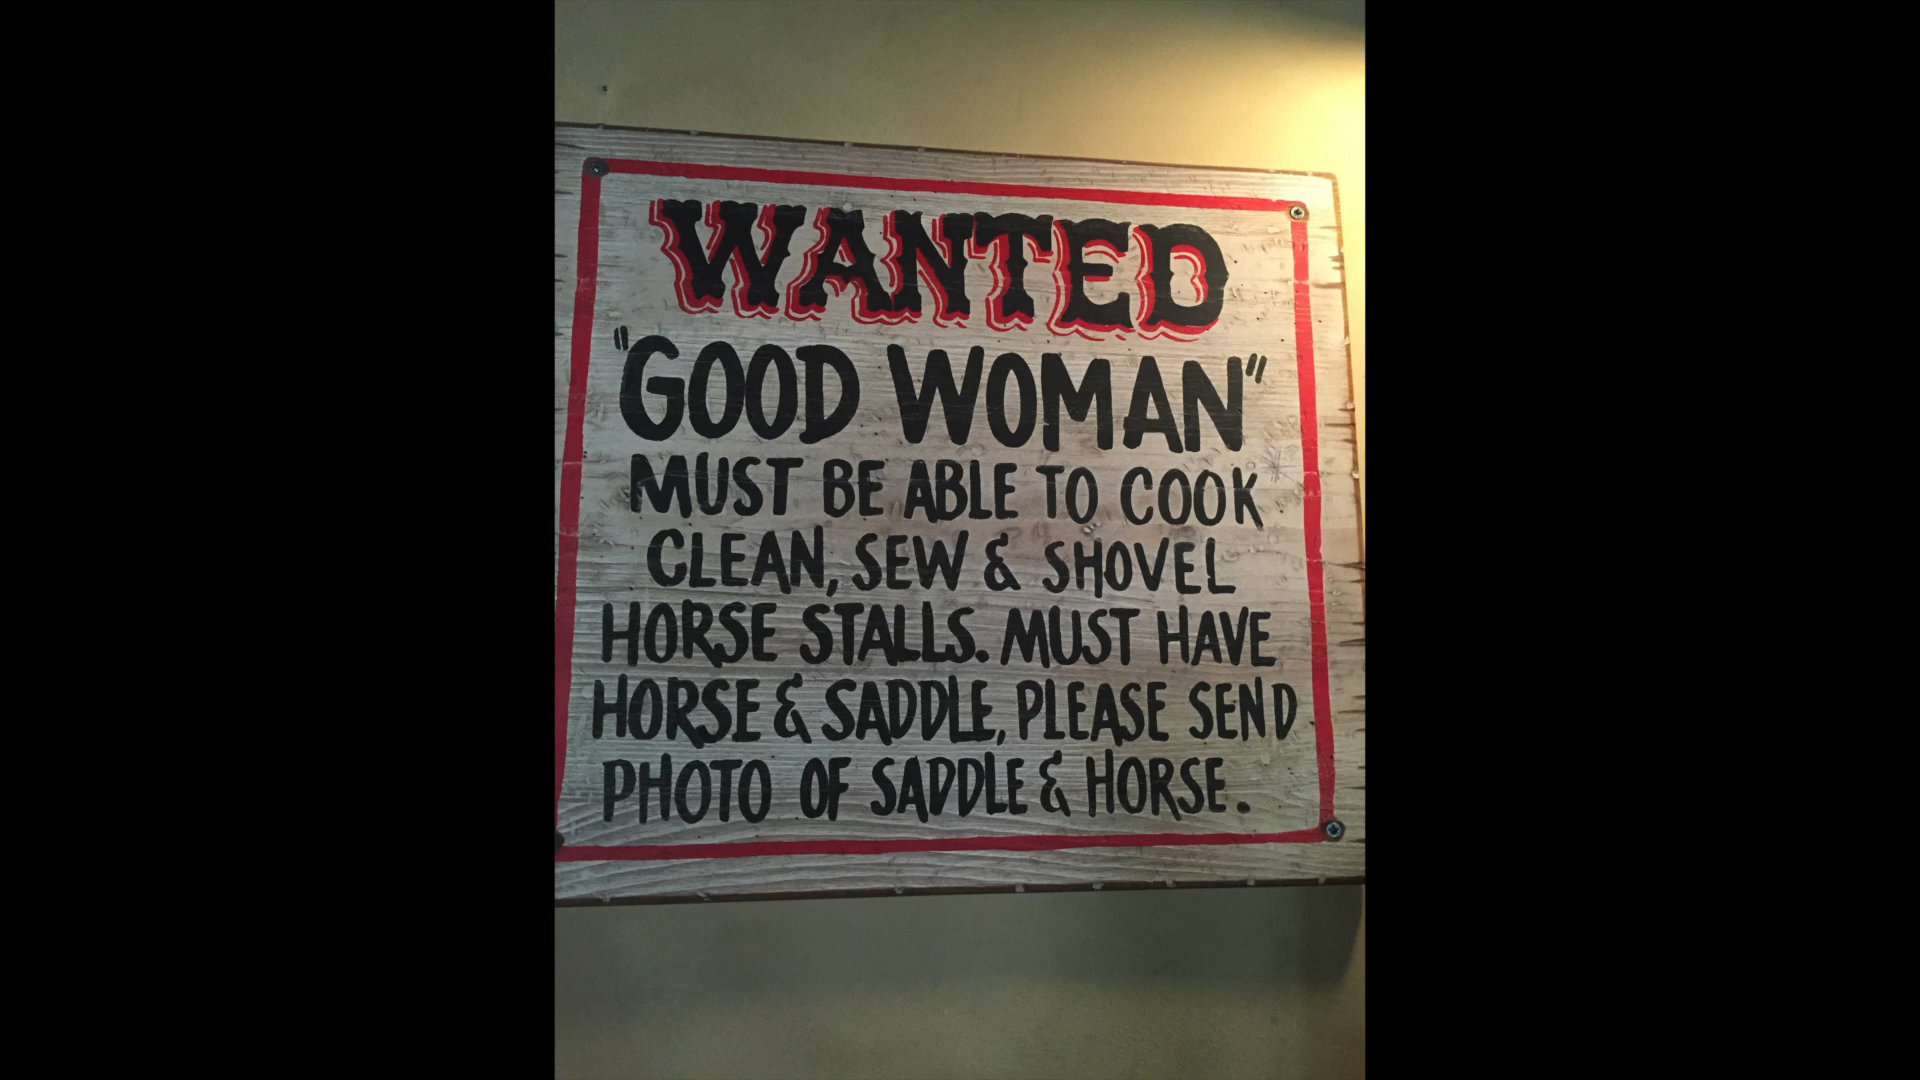 WANTED
"GOOD WOMAN"
MUST BE ABLE TO COOK
CLEAN, SEW & SHOVEL
HORSE STALLS. MUST HAVE
HORSE & SADDLE, PLEASE SEND
PHOTO OF SADDLE & HORSE.